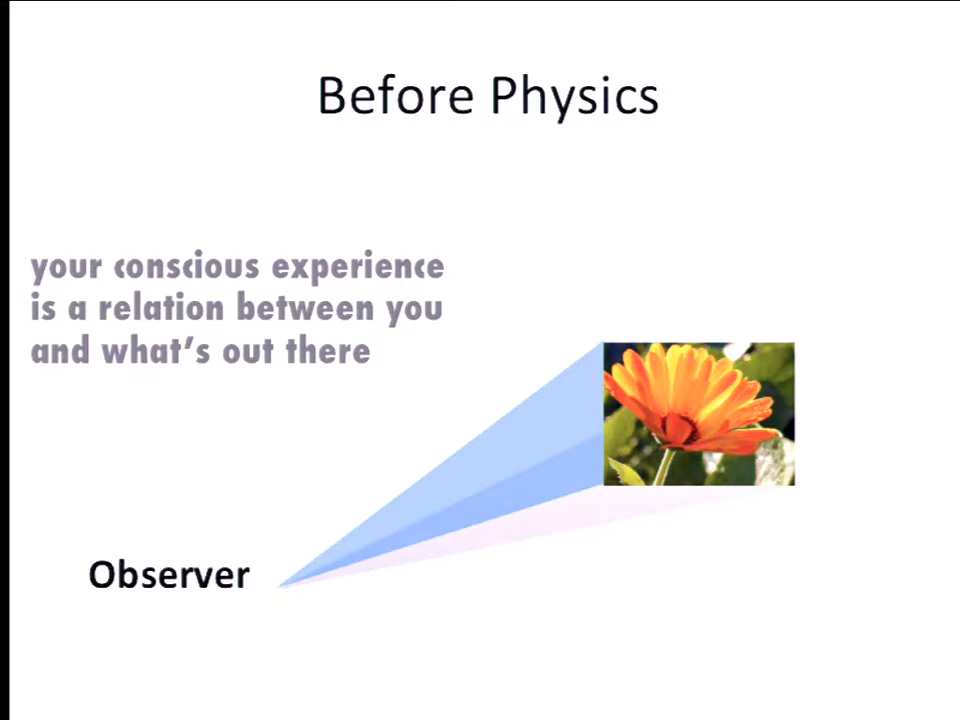 Before Physics
your conscious experience
is a relation between you
and what's out there
Observer